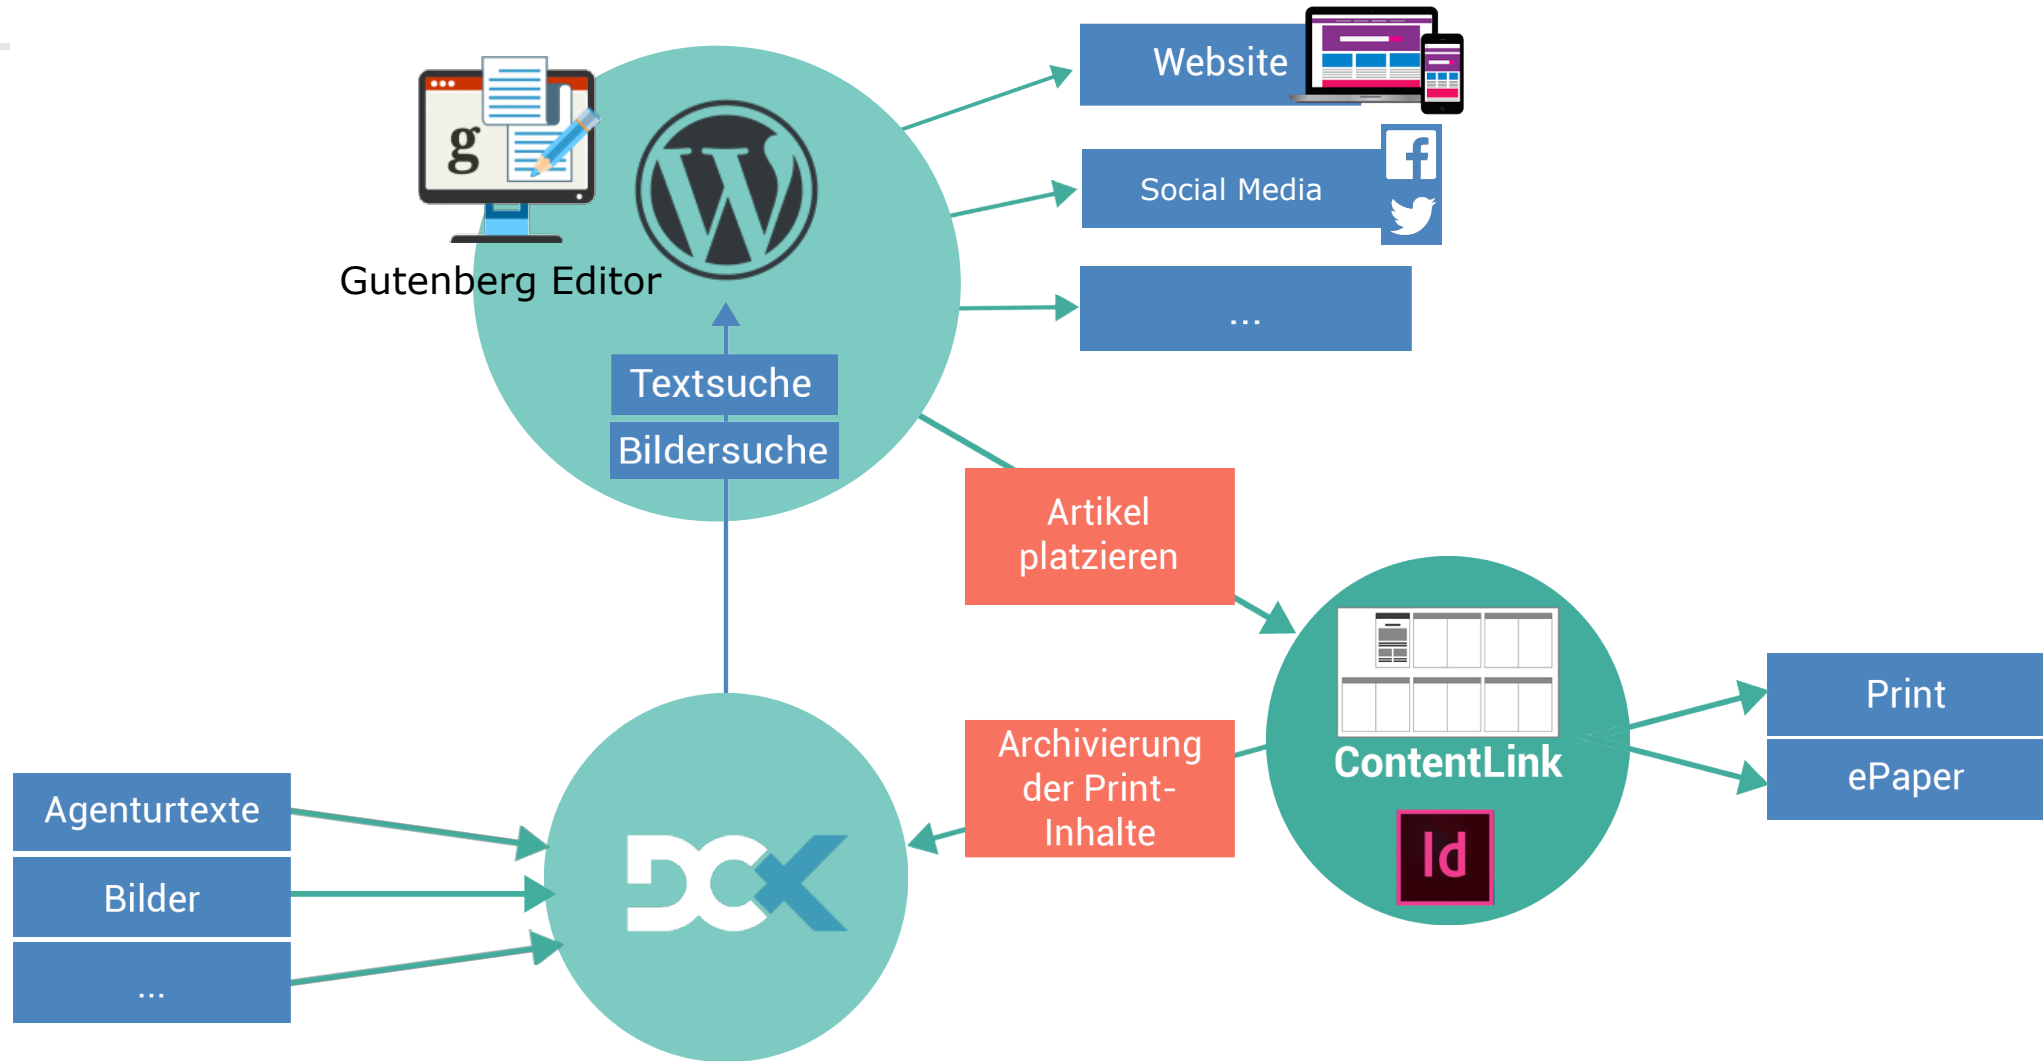 Website
g
Social Media
Gutenberg Editor
...
Textsuche
Bildersuche
Artikel
platzieren
ContentLink
Id
Print
ePaper
Archivierung
der Print-
Inhalte
Agenturtexte
Bilder
...
DCX